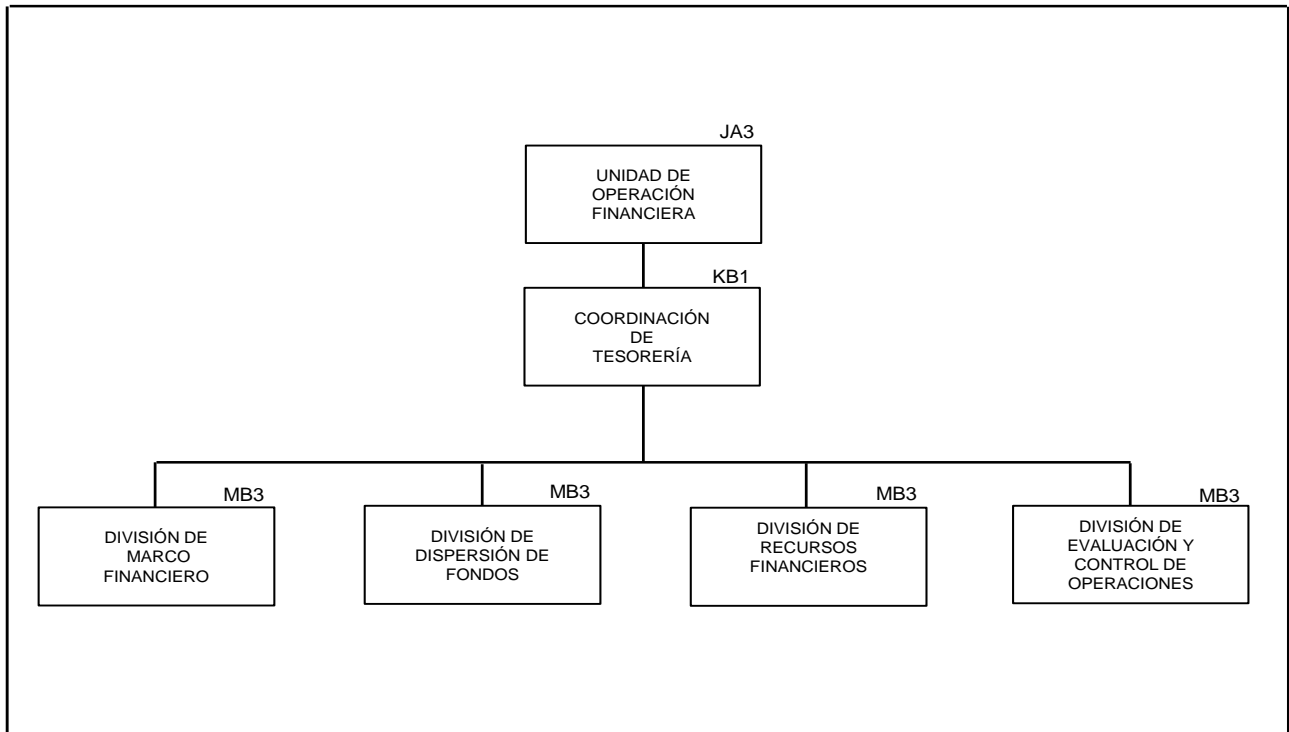 JA3
UNIDAD DE
OPERACIÓN
FINANCIERA
KB1
COORDINACIÓN
DE
TESORERÍA
MB3
DIVISIÓN DE
MARCO
FINANCIERO
MB3
DIVISIÓN DE
DISPERSIÓN DE
FONDOS
MB3
DIVISIÓN DE
RECURSOS
FINANCIEROS
MB3
DIVISIÓN DE
EVALUACIÓN Y
CONTROL DE
OPERACIONES